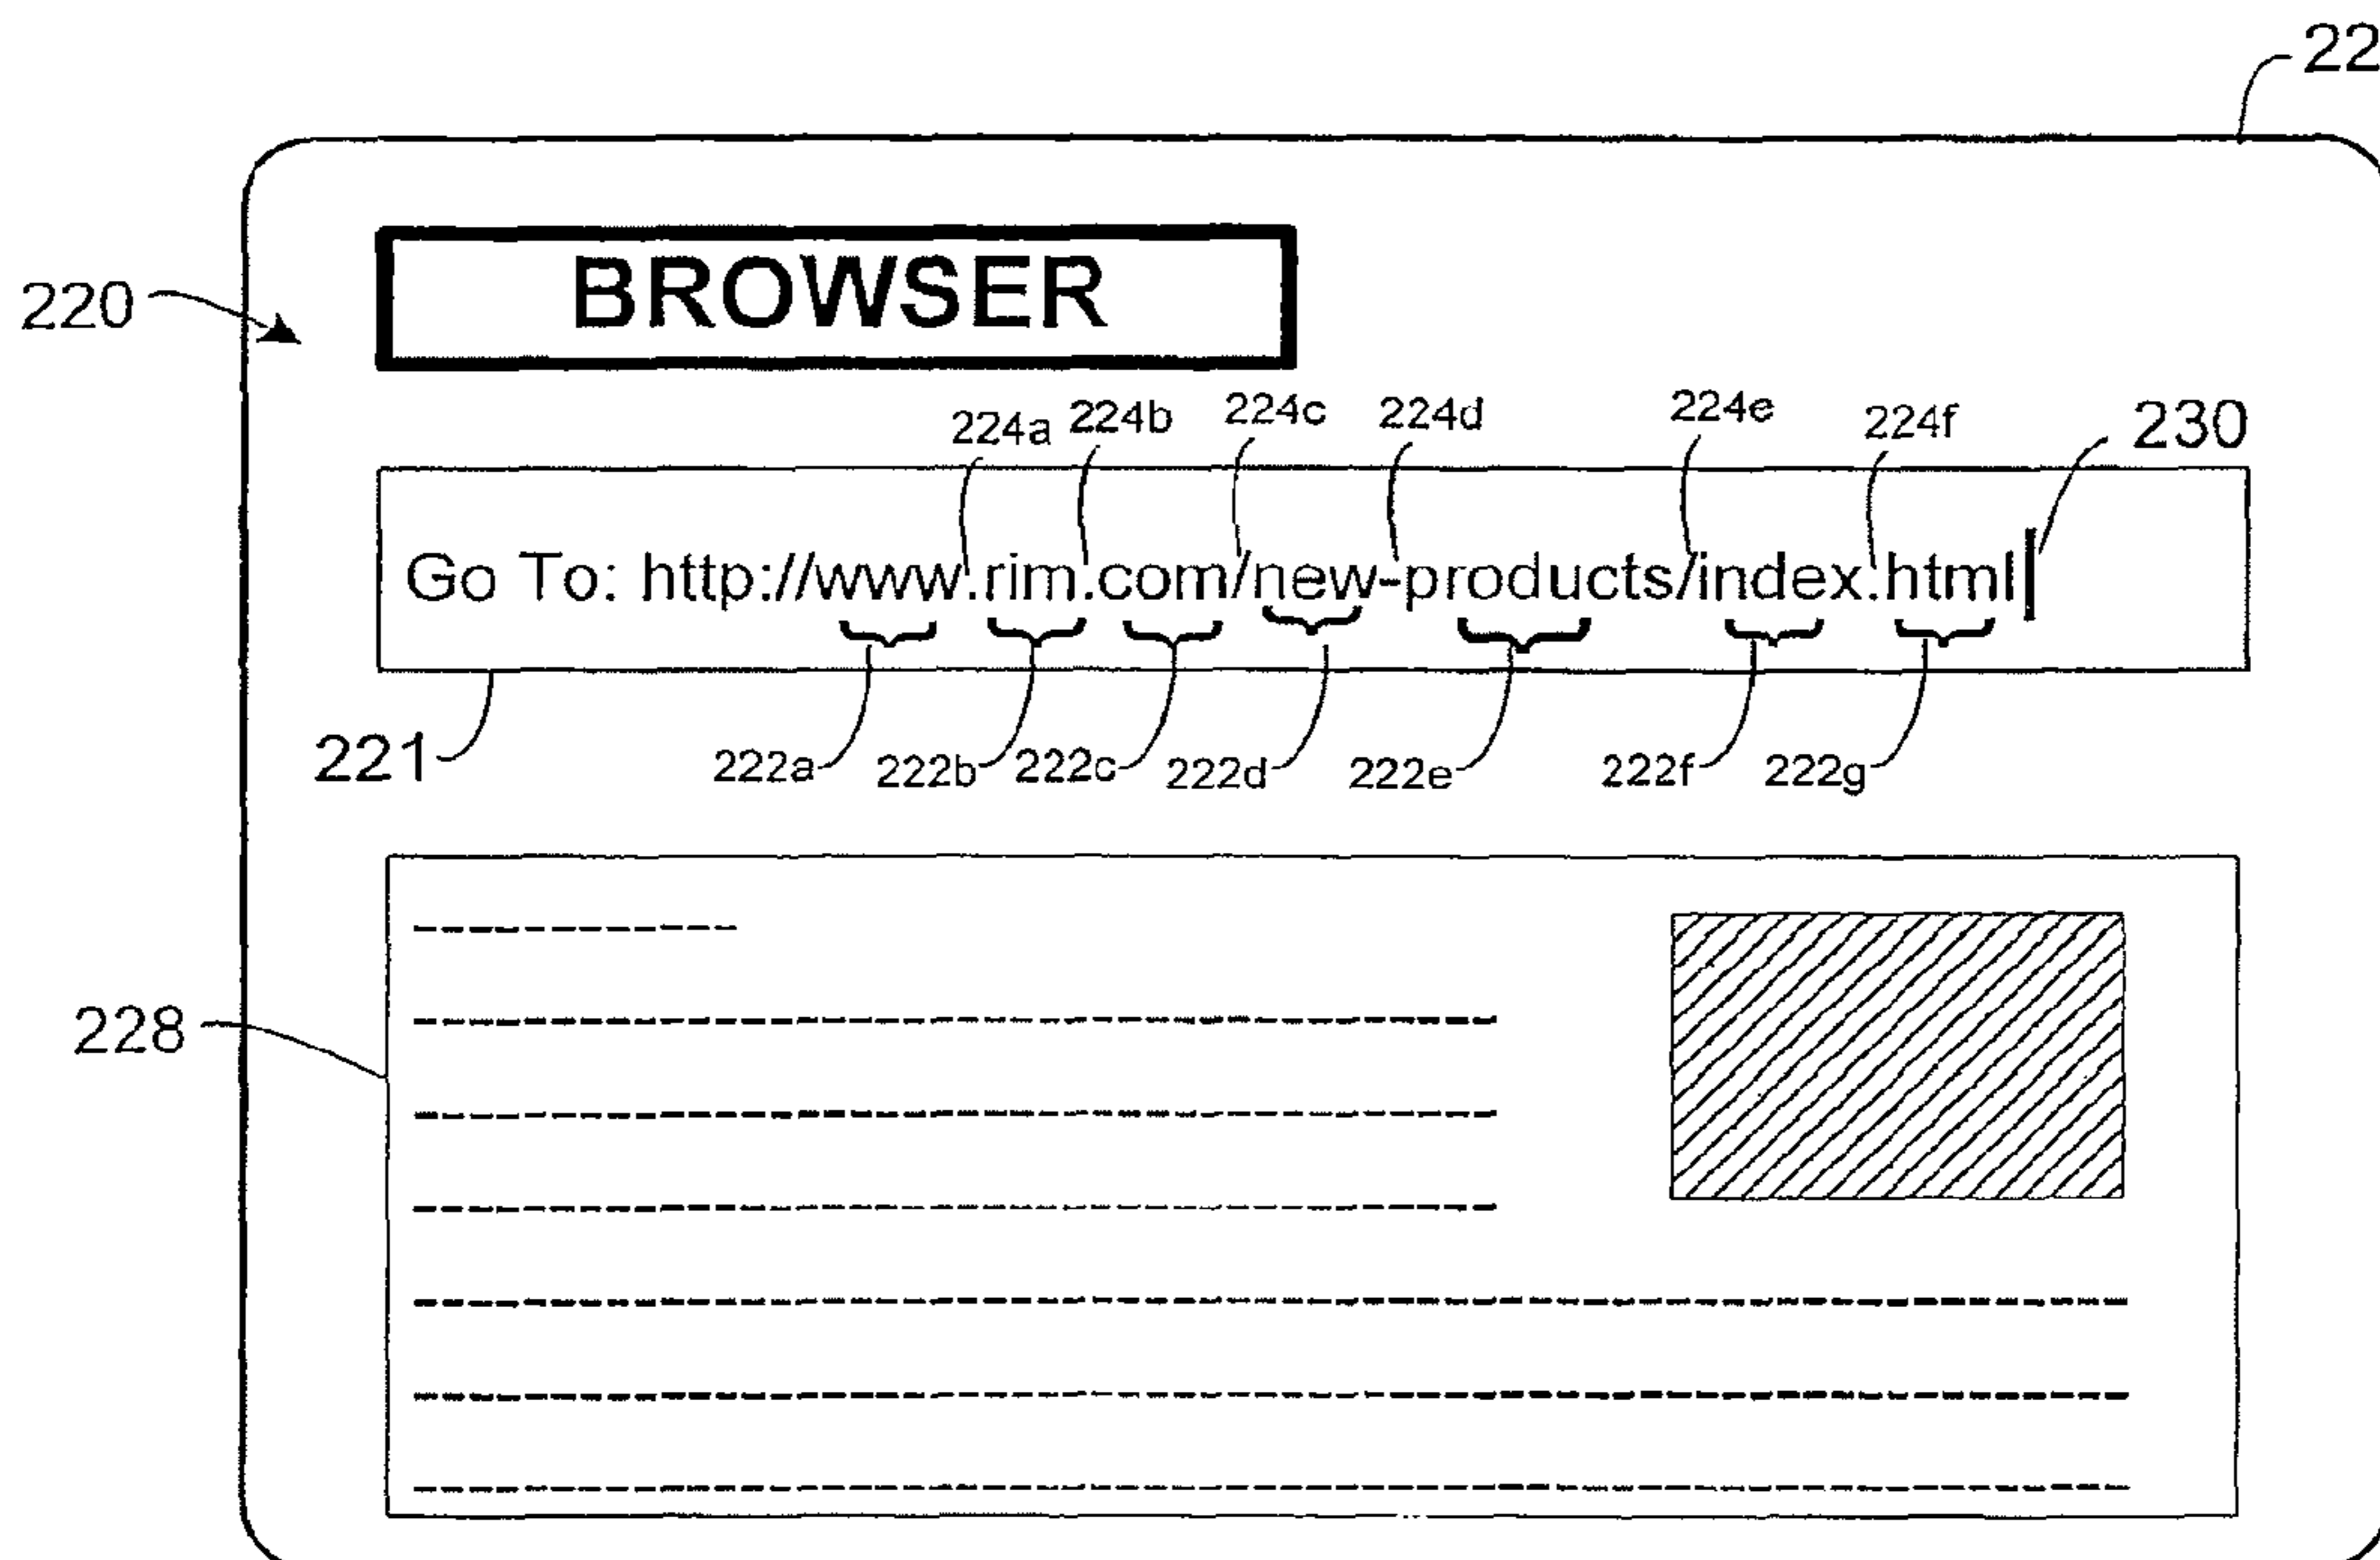 22
BROWSER
220
224a 224b 224c 224d 224e 224f 230
Go To: http://www.rim.com/new-products/index.html
221 222a 222b 222c 222d 222e 222f 222g
228